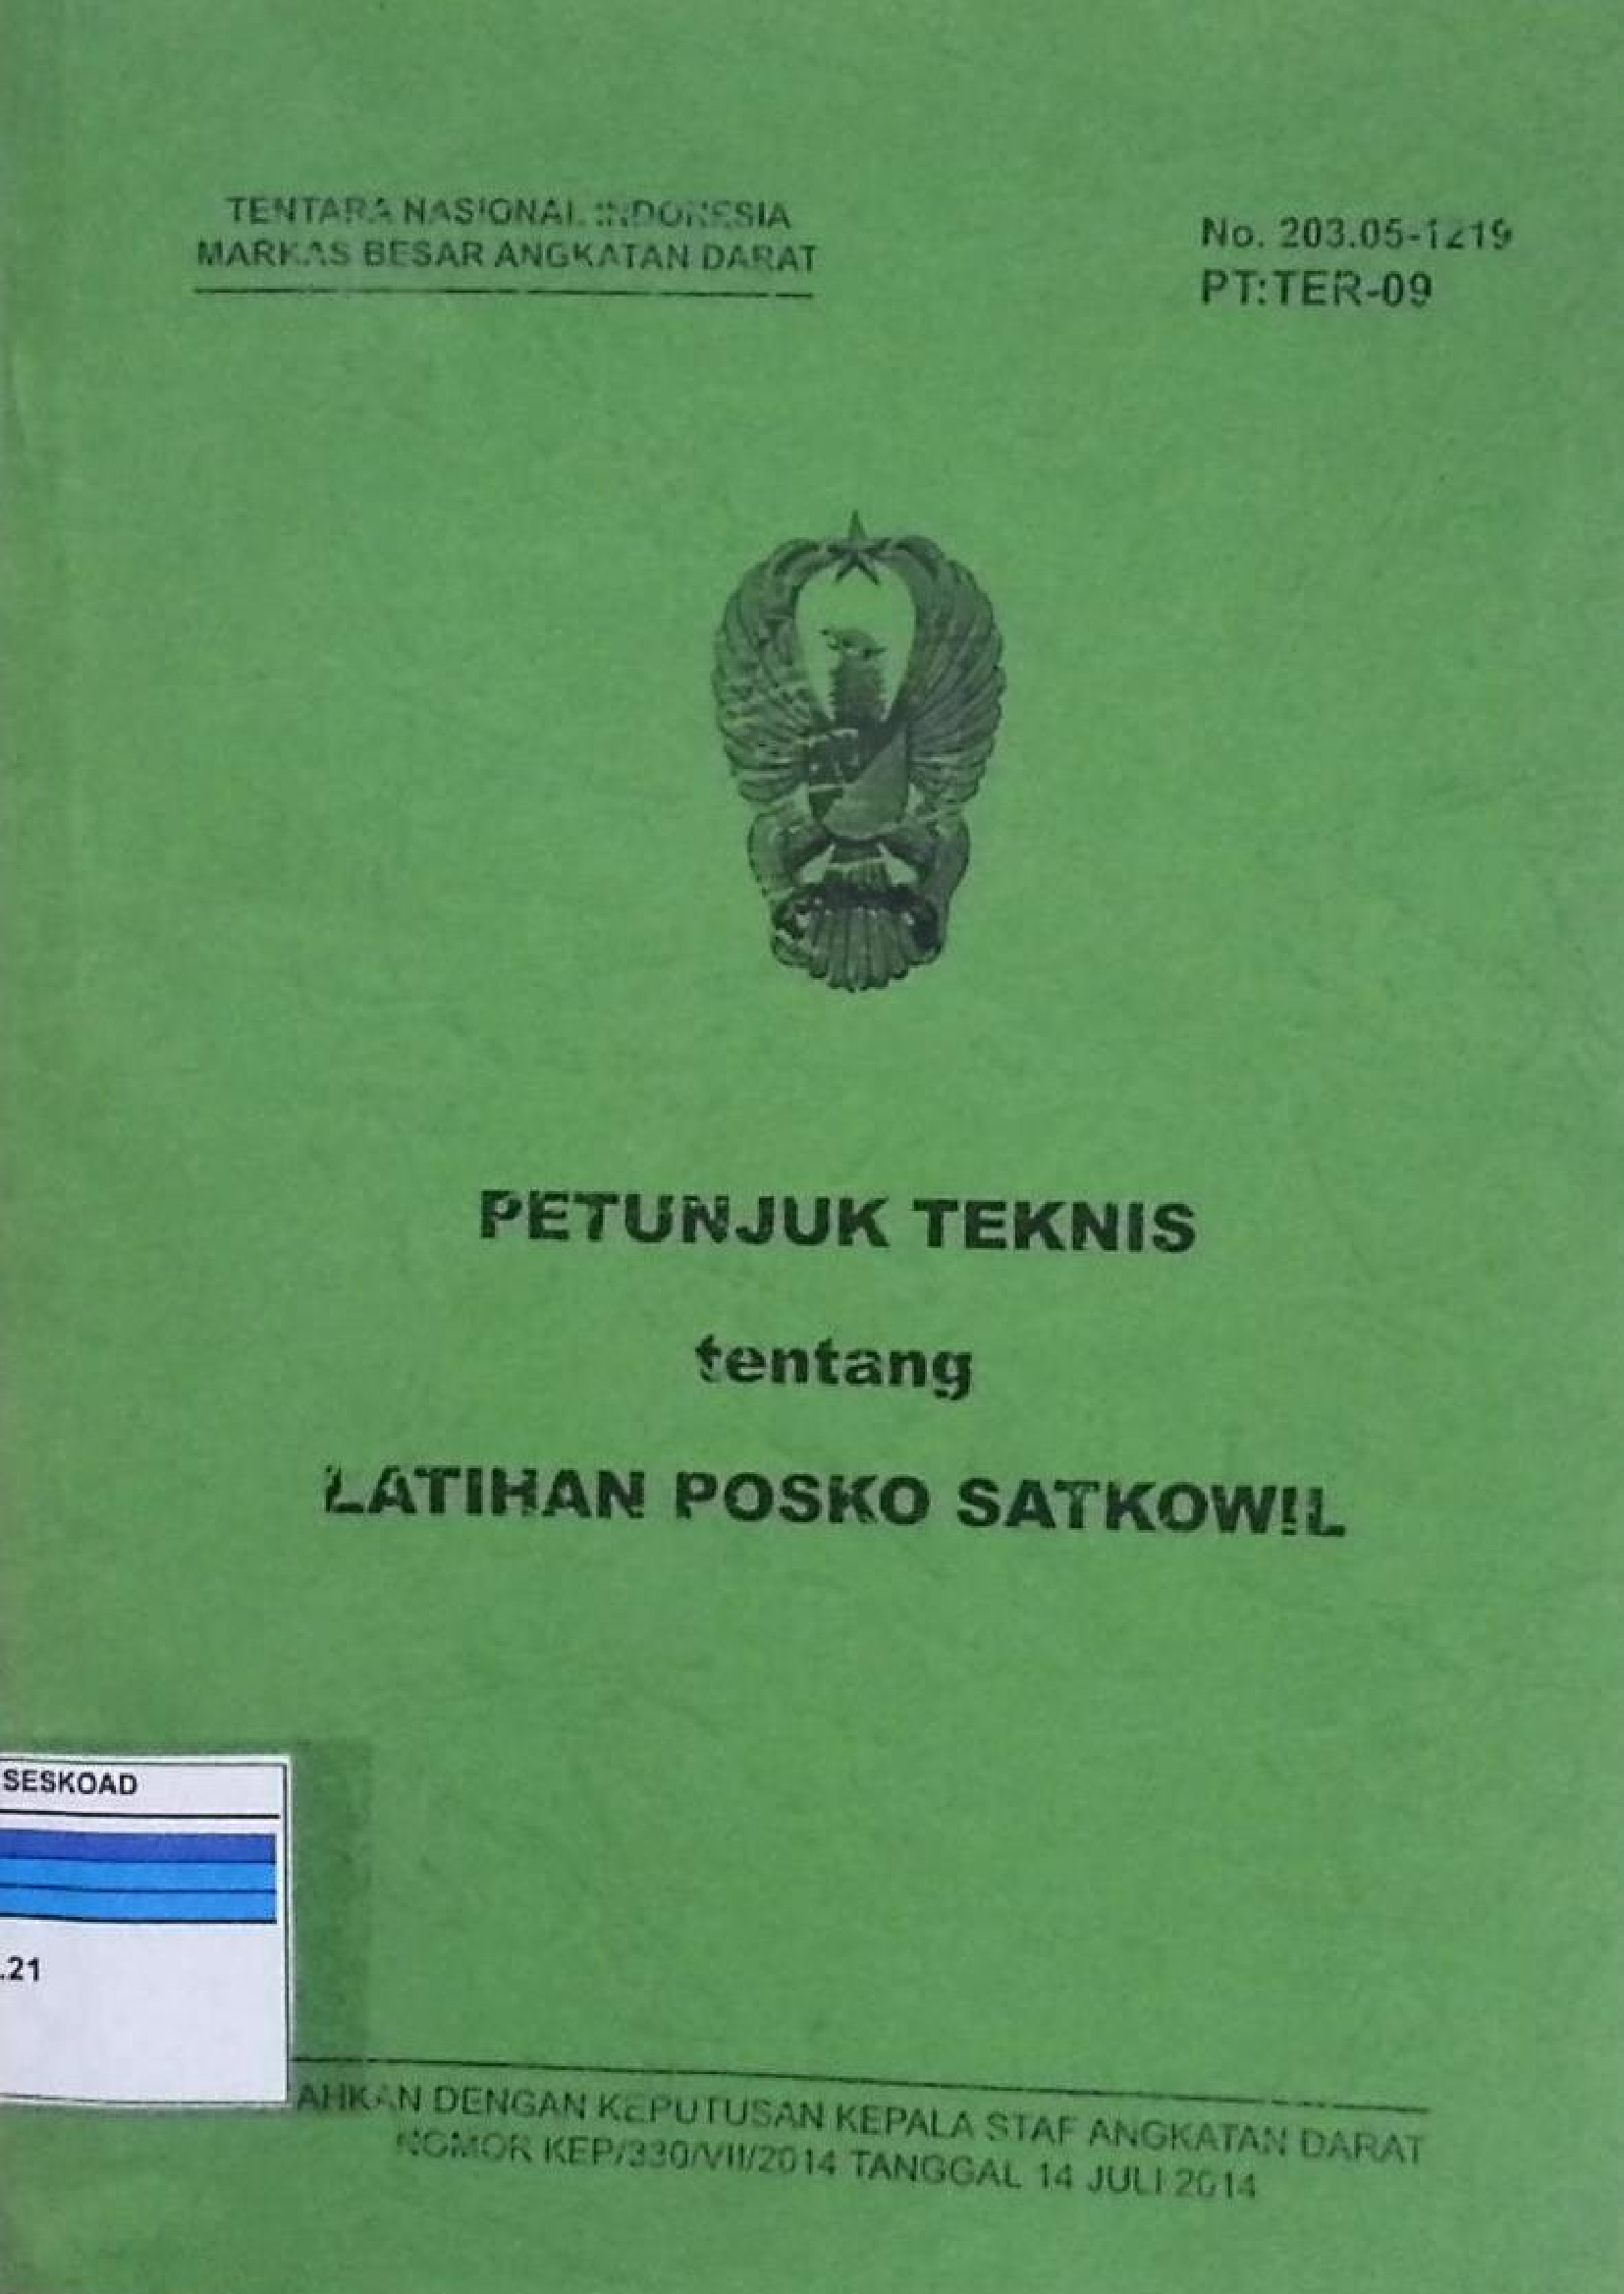 TENTARA NASIONAL INDONESIA
MARKAS BESAR ANGKATAN DARAT
No. 203.05-1219
PT:TER-09
PETUNJUK TEKNIS
tentang
LATIHAN POSKO SATKOWIL
SESKOAD
.21
AHKAN DENGAN KEPUTUSAN KEPALA STAF ANGKATAN DARAT
NOMOR KEP/330/VII/2014 TANGGAL 14 JULI 2014